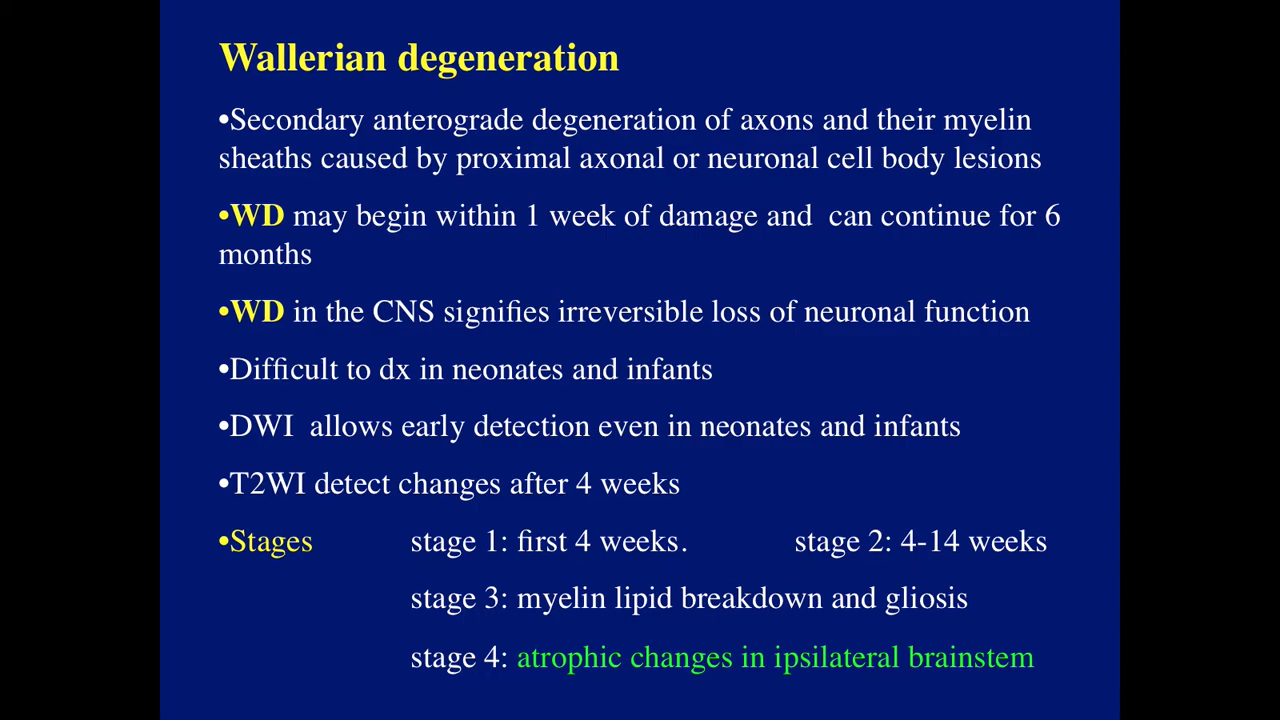 Wallerian degeneration
•Secondary anterograde degeneration of axons and their myelin
sheaths caused by proximal axonal or neuronal cell body lesions
•WD may begin within 1 week of damage and  can continue for 6
months
•WD in the CNS signifies irreversible loss of neuronal function
•Difficult to dx in neonates and infants
•DWI  allows early detection even in neonates and infants
•T2WI detect changes after 4 weeks
•Stages stage 1: first 4 weeks. stage 2: 4-14 weeks
stage 3: myelin lipid breakdown and gliosis
stage 4: atrophic changes in ipsilateral brainstem